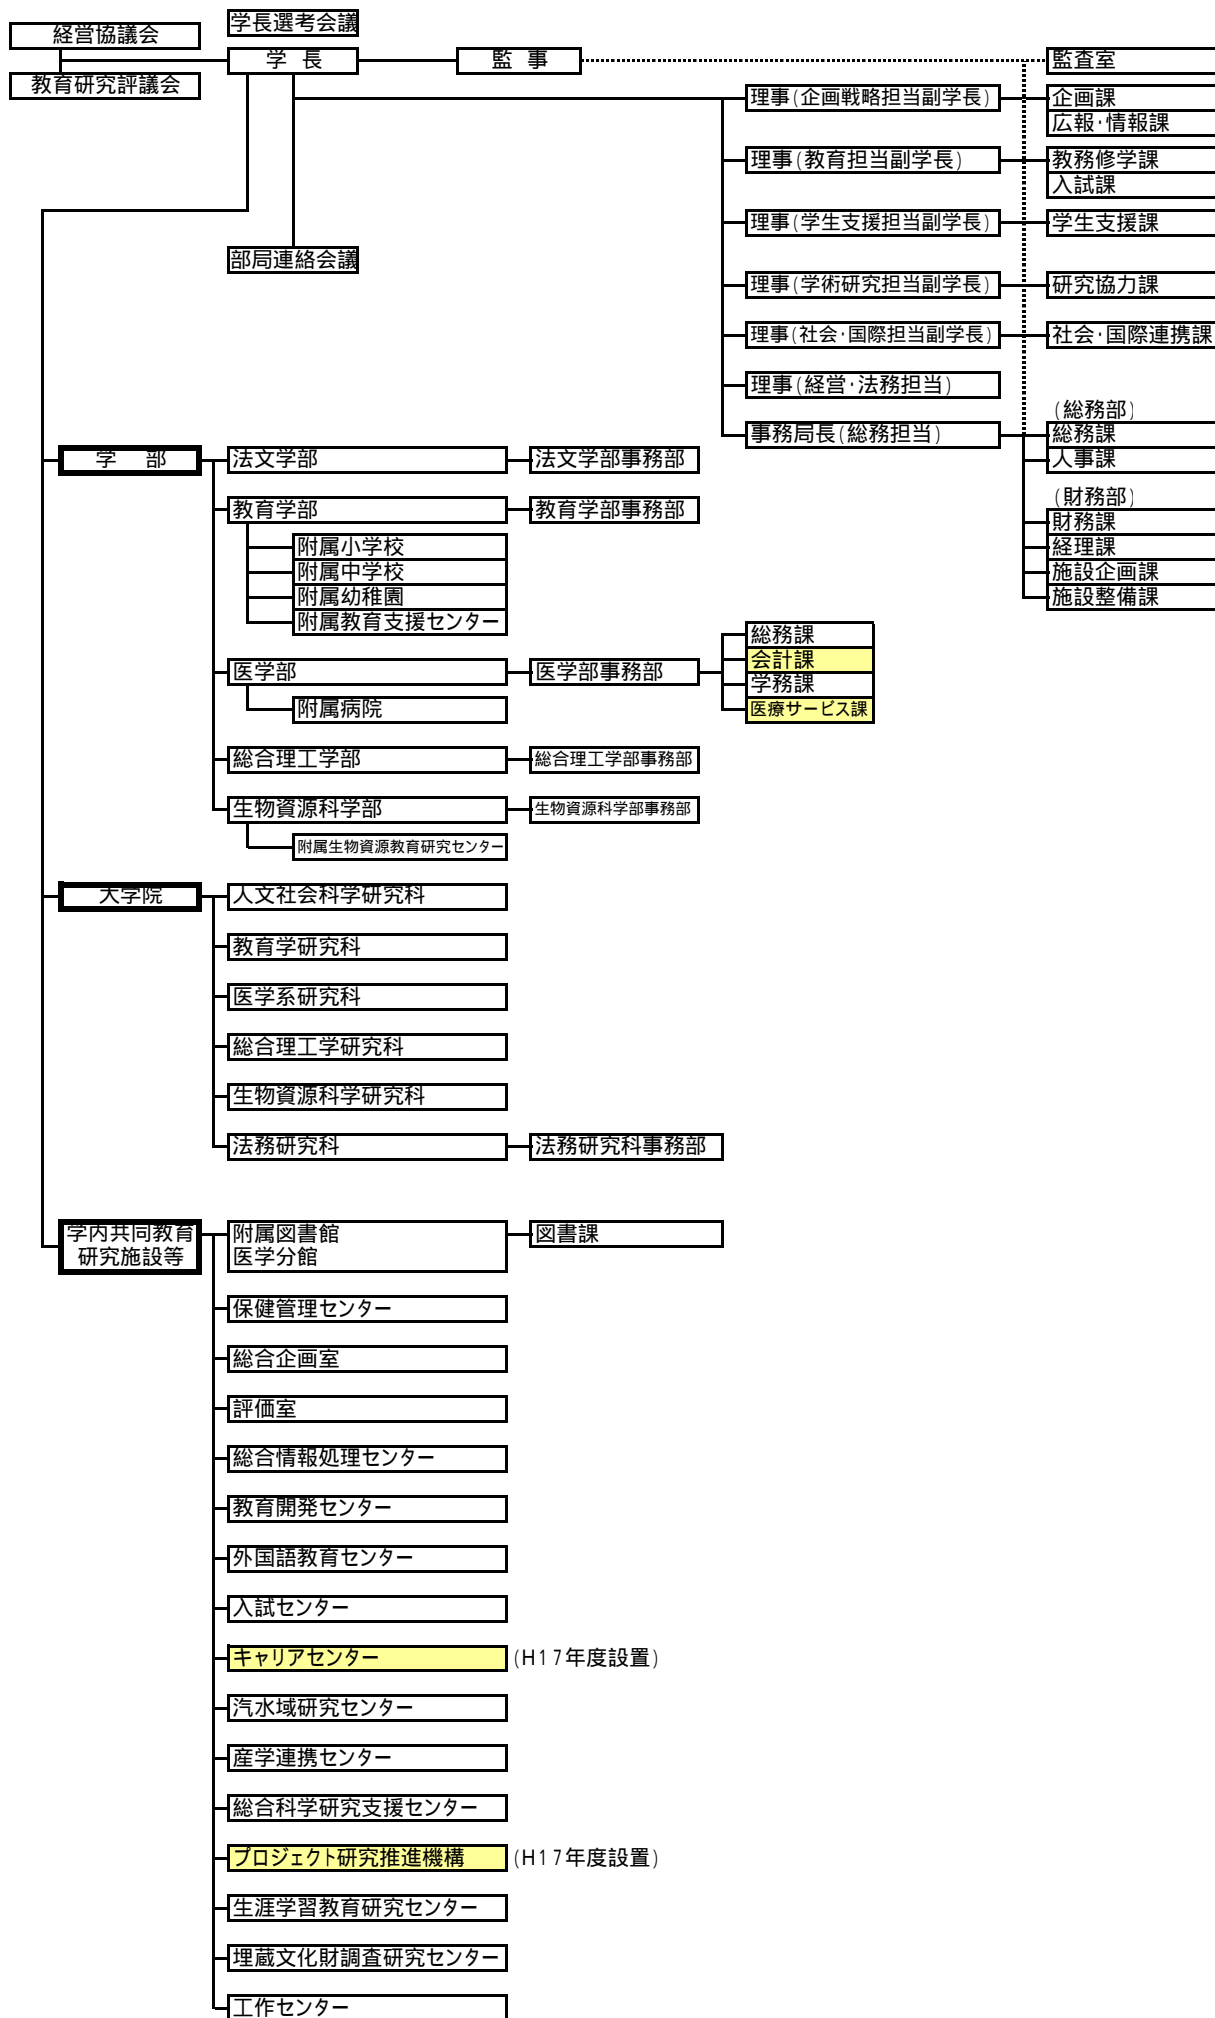 学長選考会議
経営協議会
学 長
監 事
監査室
教育研究評議会
理事(企画戦略担当副学長)
企画課
広報･情報課
理事(教育担当副学長)
教務修学課
入試課
理事(学生支援担当副学長)
学生支援課
部局連絡会議
理事(学術研究担当副学長)
研究協力課
理事(社会･国際担当副学長)
社会･国際連携課
理事(経営･法務担当)
(総務部)
事務局長(総務担当)
総務課
人事課
(財務部)
財務課
経理課
施設企画課
施設整備課
学 部
法文学部
法文学部事務部
教育学部
教育学部事務部
附属小学校
附属中学校
附属幼稚園
附属教育支援センター
医学部
医学部事務部
総務課
会計課
学務課
医療サービス課
附属病院
総合理工学部
総合理工学部事務部
生物資源科学部
生物資源科学部事務部
附属生物資源教育研究センター
大学院
人文社会科学研究科
教育学研究科
医学系研究科
総合理工学研究科
生物資源科学研究科
法務研究科
法務研究科事務部
学内共同教育
研究施設等
附属図書館
医学分館
図書課
保健管理センター
総合企画室
評価室
総合情報処理センター
教育開発センター
外国語教育センター
入試センター
キャリアセンター
(H17年度設置)
汽水域研究センター
産学連携センター
総合科学研究支援センター
プロジェクト研究推進機構
(H17年度設置)
生涯学習教育研究センター
埋蔵文化財調査研究センター
工作センター